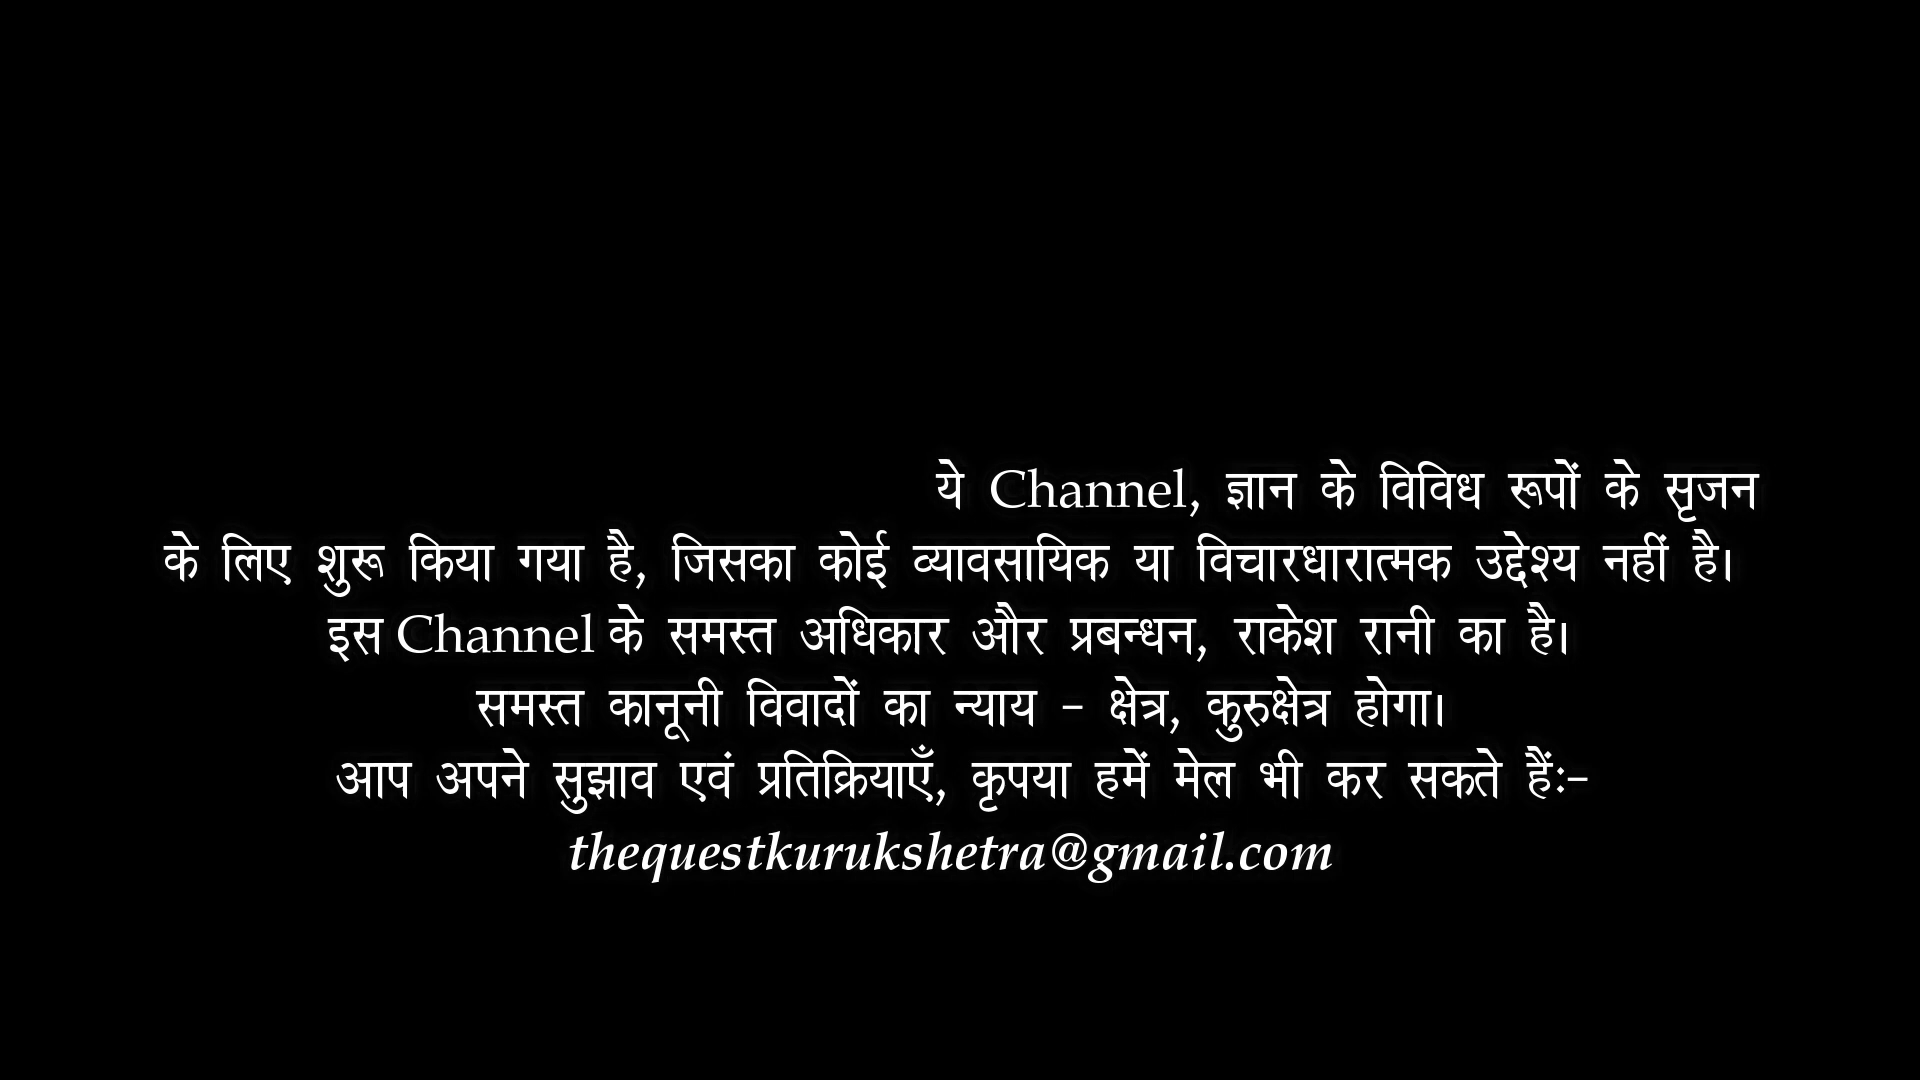 ये Channel, ज्ञान के विविध रूपों के सृजन
के लिए शुरू किया गया है, जिसका कोई व्यावसायिक या विचारधारात्मक उद्देश्य नहीं है।
इस Channel के समस्त अधिकार और प्रबन्धन, राकेश रानी का है।
समस्त कानूनी विवादों का न्याय - क्षेत्र, कुरुक्षेत्र होगा।
आप अपने सुझाव एवं प्रतिक्रियाएँ, कृपया हमें मेल भी कर सकते हैंः-
thequestkurukshetra@gmail.com